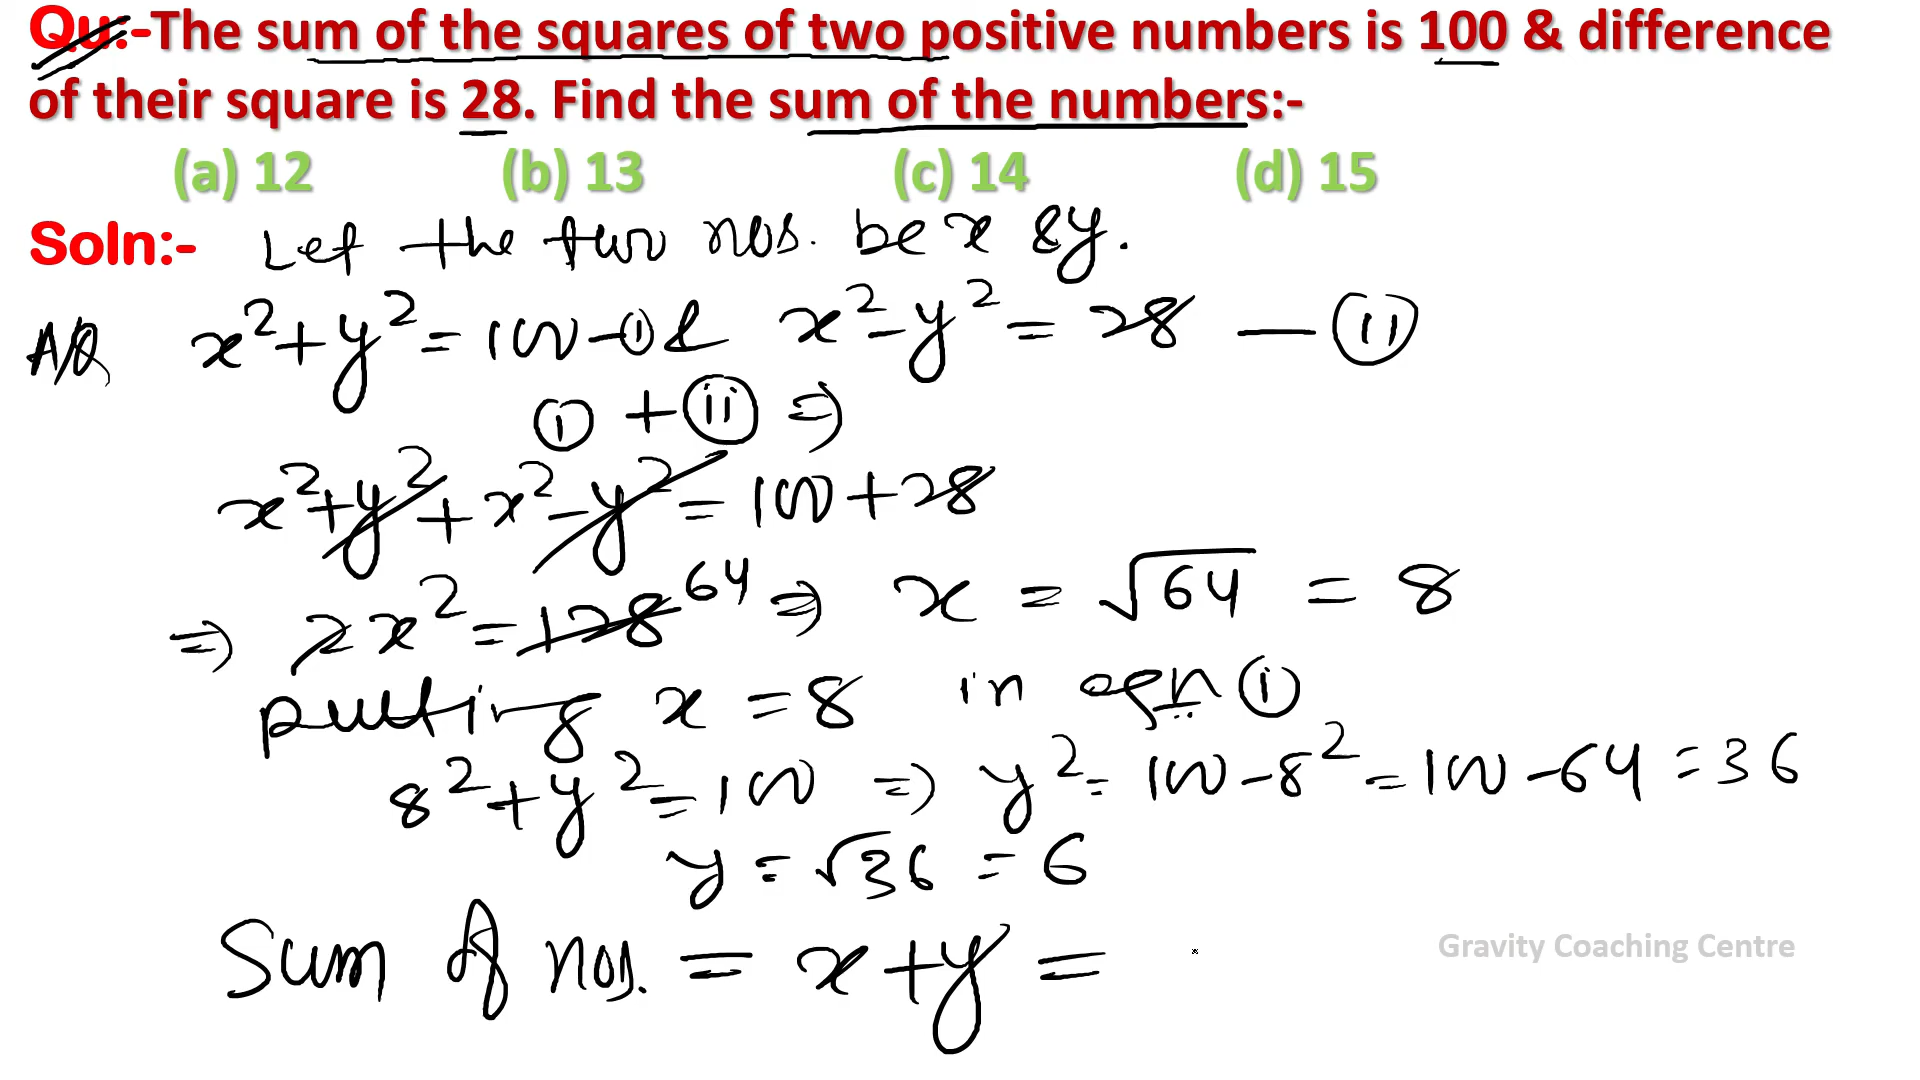 Qu:-The sum of the squares of two positive numbers is 100 & difference
of their square is 28. Find the sum of the numbers:-
(a) 12 (b) 13 (c) 14 (d) 15
Soln:- Let the two nos. be x & y.
A/Q x²+y²=100 -(i) & x²-y²=28 -(ii)
(i) + (ii) ⇒
x²+y²+x²-y²=100+28
⇒ 2x²=128 64 ⇒ x = √64 = 8
putting x=8 in eqn (i)
8²+y²=100 ⇒ y²=100-8²=100-64=36
y=√36=6
Sum of nos. = x+y =
Gravity Coaching Centre